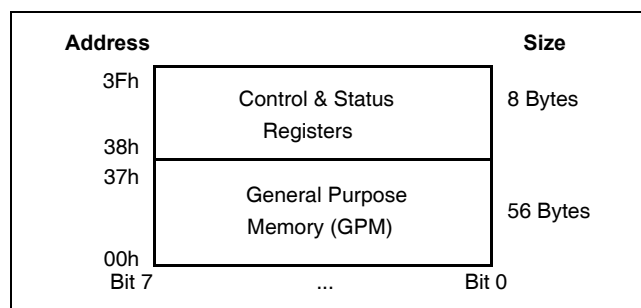 Address Size
3Fh
Control & Status 8 Bytes
Registers
38h
37h
General Purpose
Memory (GPM) 56 Bytes
00h
Bit 7 ... Bit 0